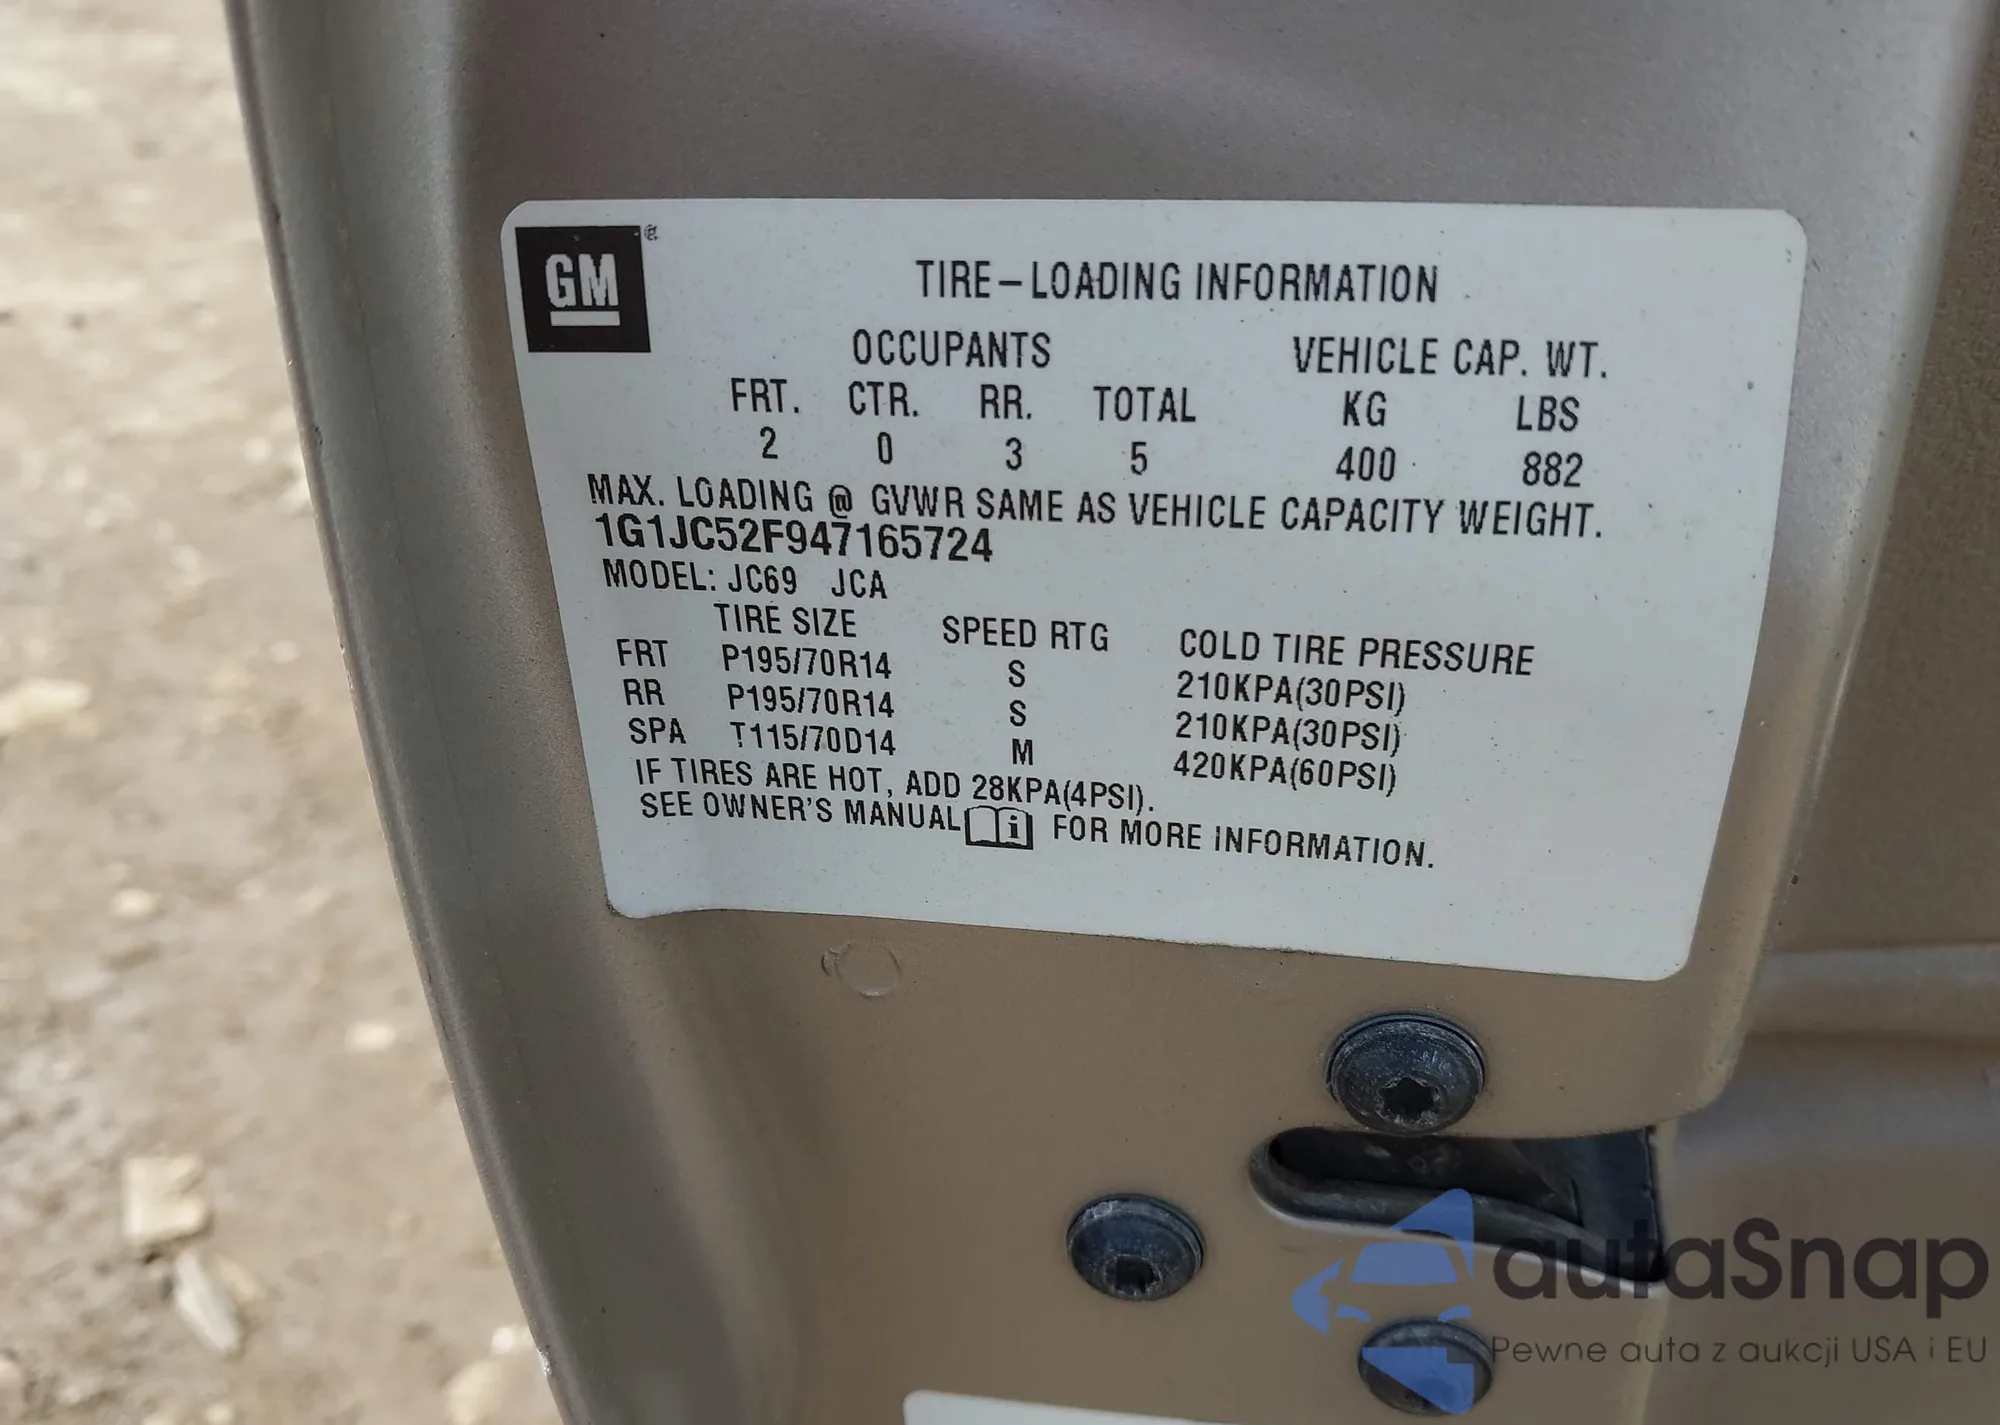 GM
TIRE-LOADING INFORMATION
OCCUPANTS VEHICLE CAP. WT.
FRT. CTR. RR. TOTAL KG LBS
2 0 3 5 400 882
MAX. LOADING @ GVWR SAME AS VEHICLE CAPACITY WEIGHT.
1G1JC52F947165724
MODEL: JC69 JCA
TIRE SIZE SPEED RTG COLD TIRE PRESSURE
FRT P195/70R14 S 210KPA(30PSI)
RR P195/70R14 S 210KPA(30PSI)
SPA T115/70D14 M 420KPA(60PSI)
IF TIRES ARE HOT, ADD 28KPA(4PSI).
SEE OWNER'S MANUAL i FOR MORE INFORMATION.
autaSnap
Pewne auta z aukcji USA i EU